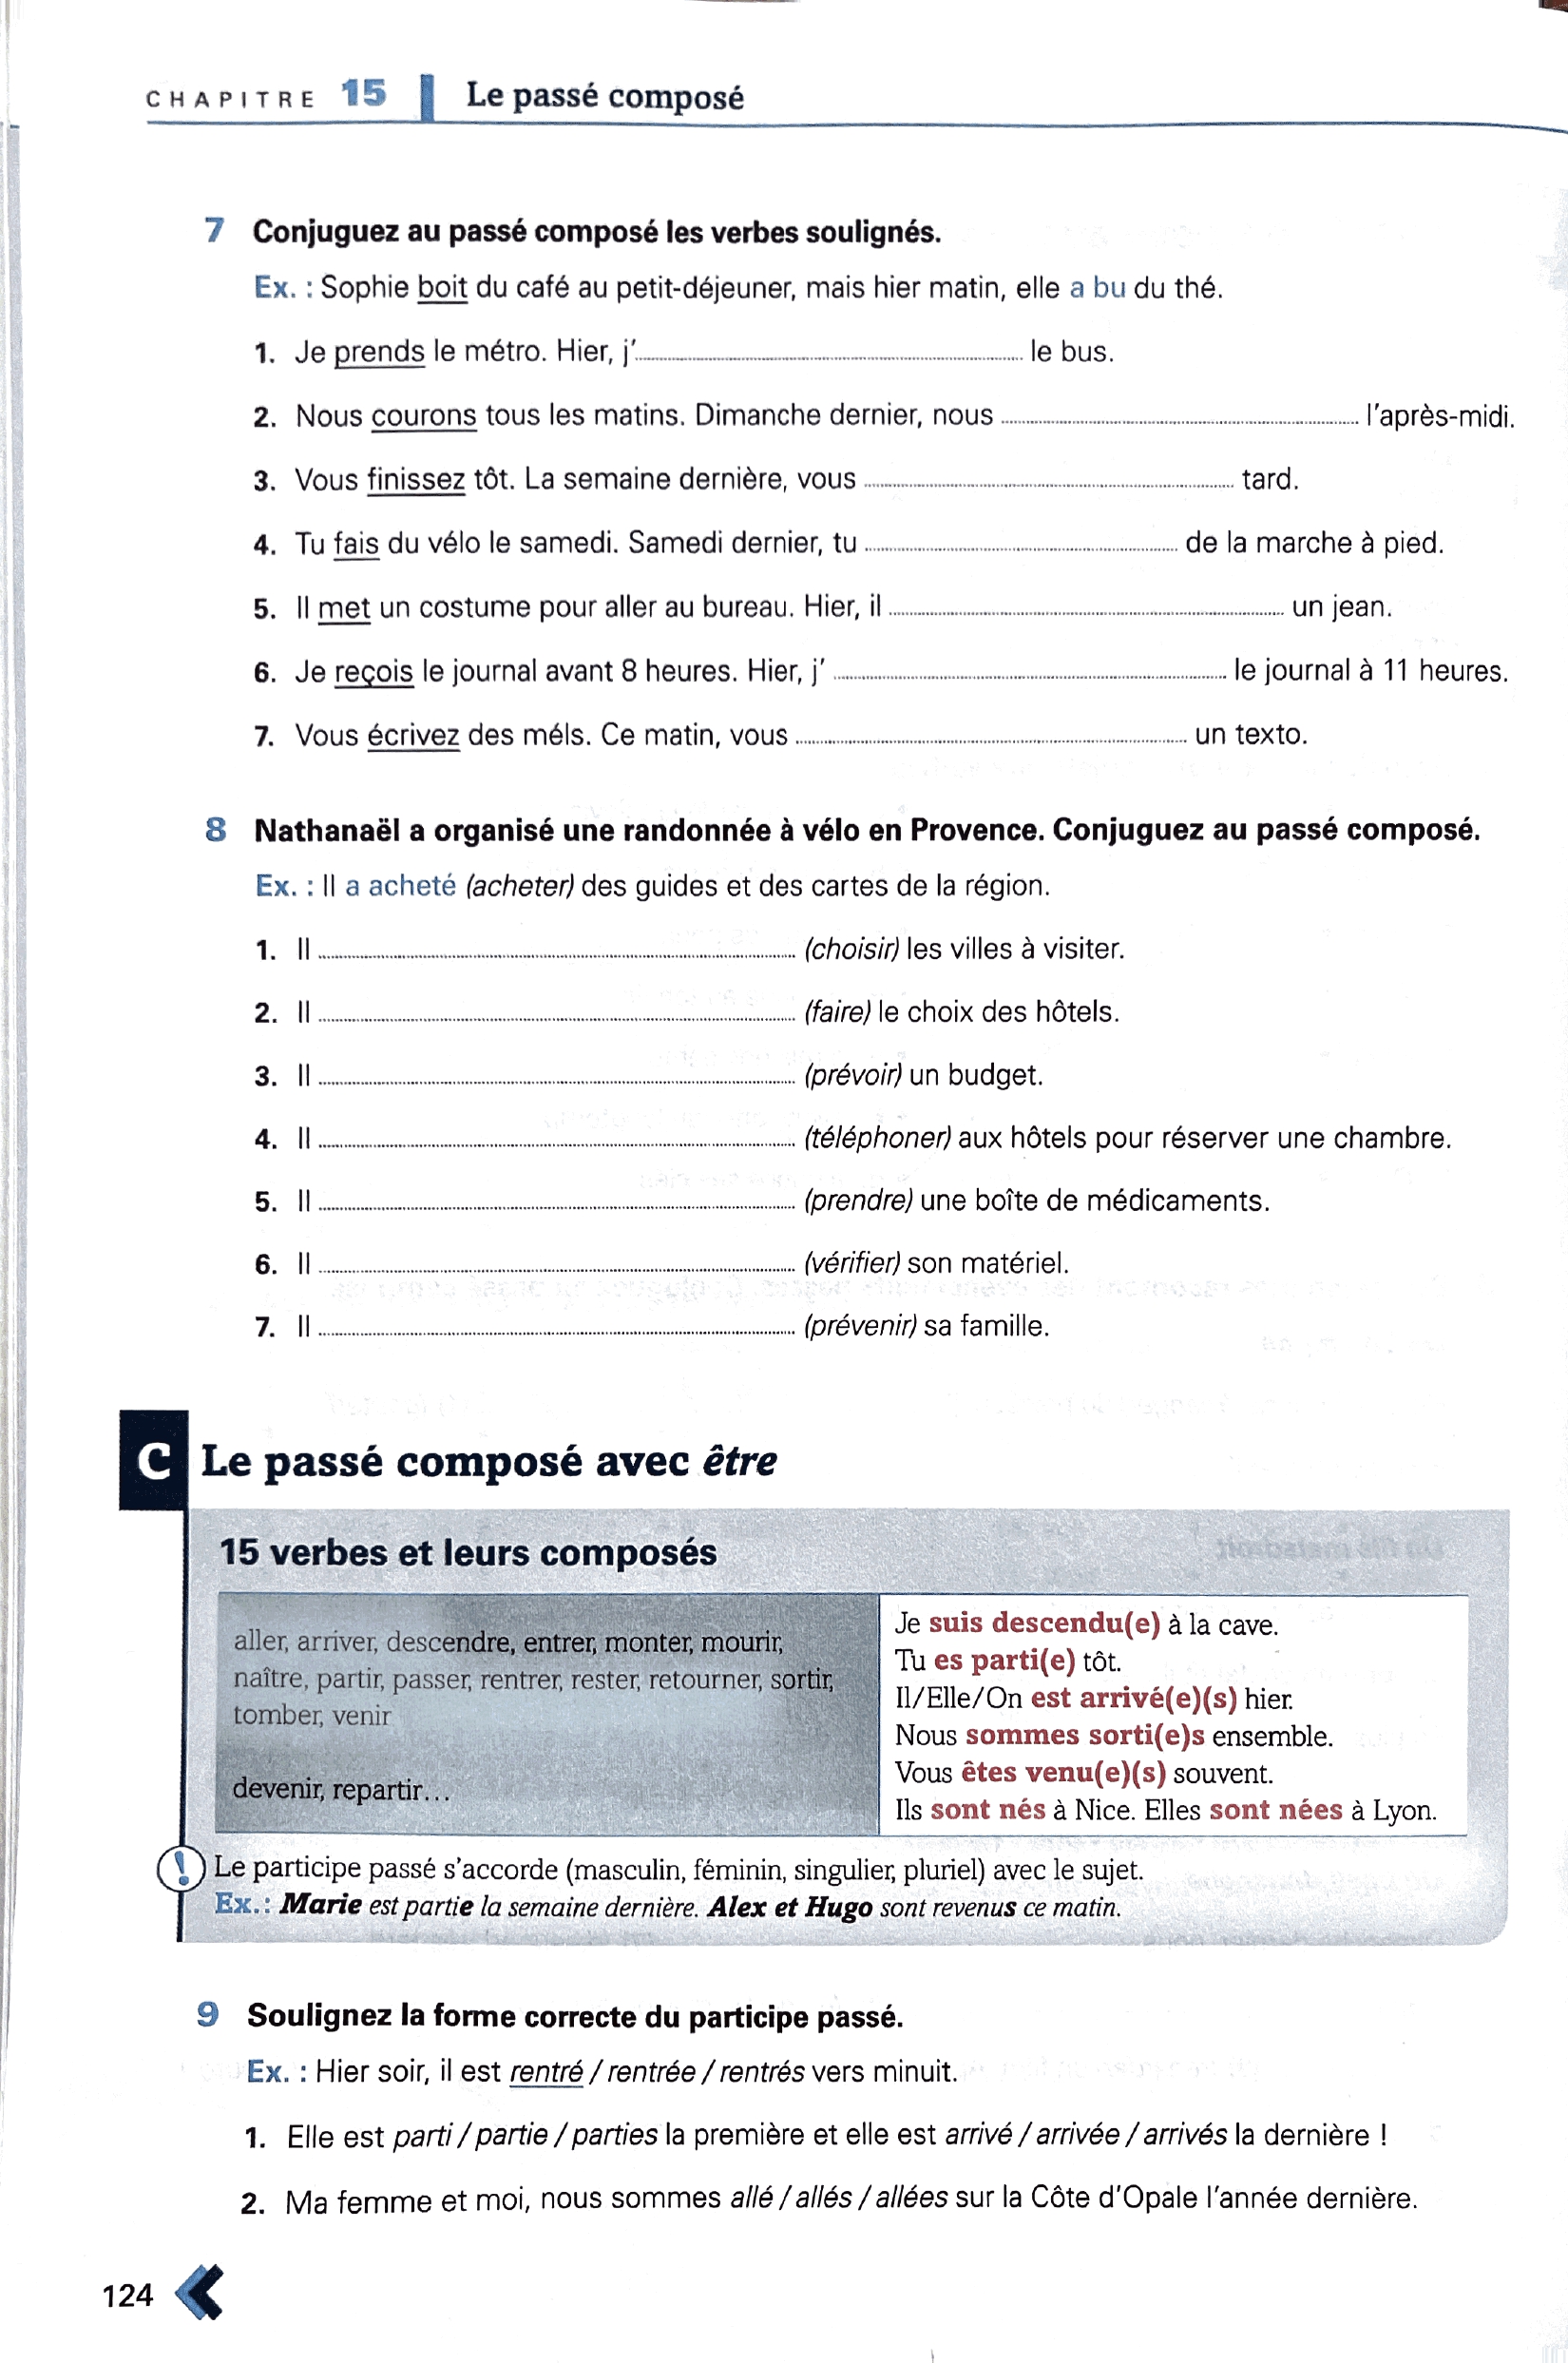 CHAPITRE 15 Le passé composé
7 Conjuguez au passé composé les verbes soulignés.
Ex. : Sophie boit du café au petit-déjeuner, mais hier matin, elle a bu du thé.
1. Je prends le métro. Hier, j'........ le bus.
2. Nous courons tous les matins. Dimanche dernier, nous ........ l'après-midi.
3. Vous finissez tôt. La semaine dernière, vous ........ tard.
4. Tu fais du vélo le samedi. Samedi dernier, tu ........ de la marche à pied.
5. Il met un costume pour aller au bureau. Hier, il ........ un jean.
6. Je reçois le journal avant 8 heures. Hier, j' ........ le journal à 11 heures.
7. Vous écrivez des méls. Ce matin, vous ........ un texto.
8 Nathanaël a organisé une randonnée à vélo en Provence. Conjuguez au passé composé.
Ex. : Il a acheté (acheter) des guides et des cartes de la région.
1. Il ........ (choisir) les villes à visiter.
2. Il ........ (faire) le choix des hôtels.
3. Il ........ (prévoir) un budget.
4. Il ........ (téléphoner) aux hôtels pour réserver une chambre.
5. Il ........ (prendre) une boîte de médicaments.
6. Il ........ (vérifier) son matériel.
7. Il ........ (prévenir) sa famille.
C Le passé composé avec être
15 verbes et leurs composés
aller, arriver, descendre, entrer, monter, mourir,
naître, partir, passer, rentrer, rester, retourner, sortir,
tomber, venir
devenir, repartir...
Je suis descendu(e) à la cave.
Tu es parti(e) tôt.
Il/Elle/On est arrivé(e)(s) hier.
Nous sommes sorti(e)s ensemble.
Vous êtes venu(e)(s) souvent.
Ils sont nés à Nice. Elles sont nées à Lyon.
! Le participe passé s'accorde (masculin, féminin, singulier, pluriel) avec le sujet.
Ex. : Marie est partie la semaine dernière. Alex et Hugo sont revenus ce matin.
9 Soulignez la forme correcte du participe passé.
Ex. : Hier soir, il est rentré / rentrée / rentrés vers minuit.
1. Elle est parti / partie / parties la première et elle est arrivé / arrivée / arrivés la dernière !
2. Ma femme et moi, nous sommes allé / allés / allées sur la Côte d'Opale l'année dernière.
124